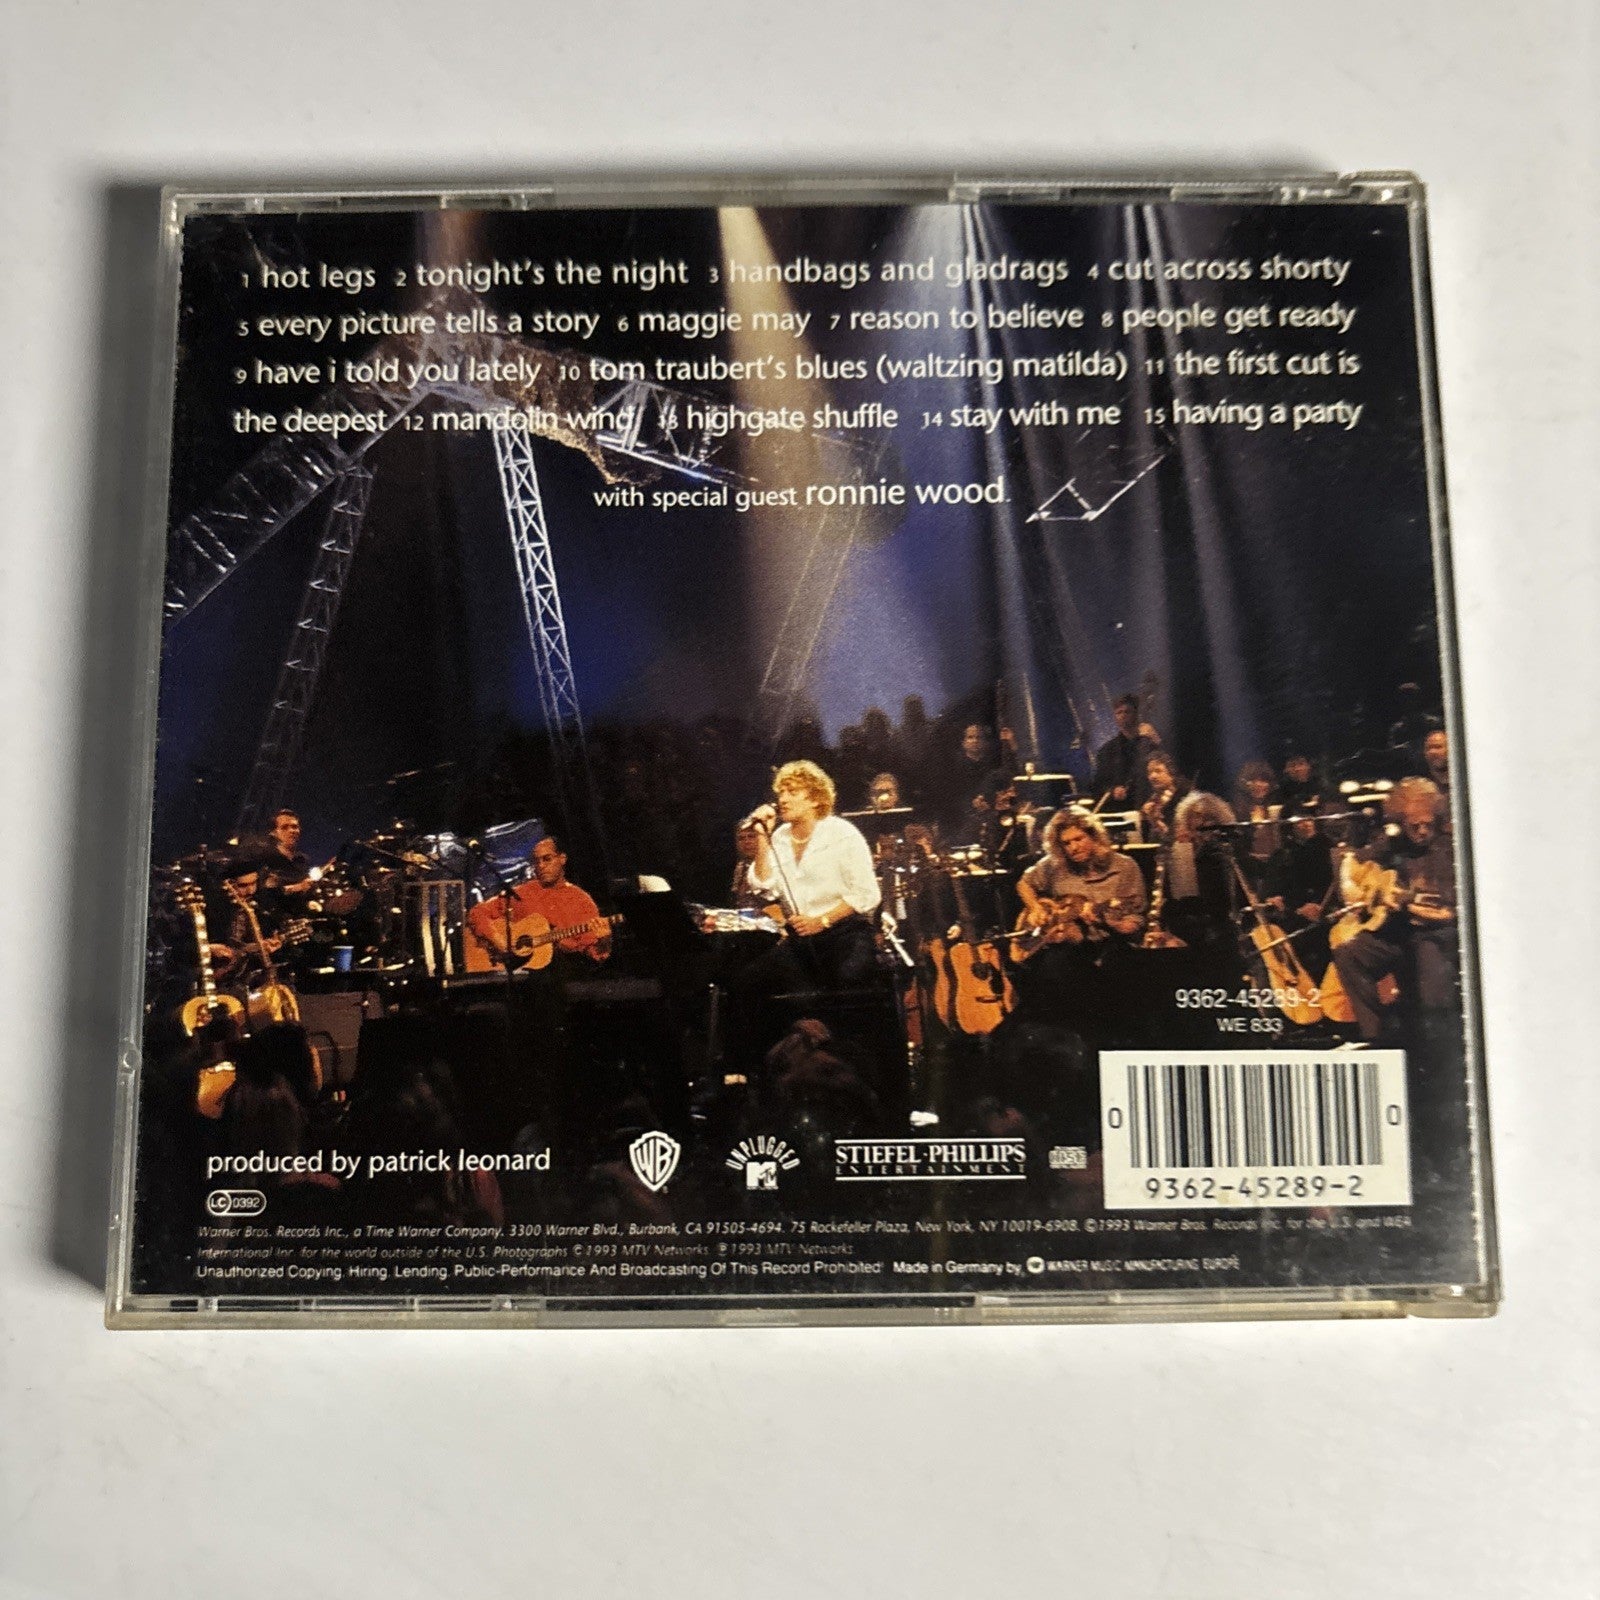 1 hot legs 2 tonight's the night 3 handbags and gladrags 4 cut across shorty
5 every picture tells a story 6 maggie may 7 reason to believe 8 people get ready
9 have i told you lately 10 tom traubert's blues (waltzing matilda) 11 the first cut is
the deepest 12 mandolin wind 13 highgate shuffle 14 stay with me 15 having a party
with special guest ronnie wood.
9362-45289-2
WE 833
0 0
9362-45289-2
produced by patrick leonard
WB
UNPLUGGED
MTV
STIEFEL·PHILLIPS
ENTERTAINMENT
DISC
LC 0392
Warner Bros. Records Inc., a Time Warner Company, 3300 Warner Blvd., Burbank, CA 91505-4694. 75 Rockefeller Plaza, New York, NY 10019-6908. ©1993 Warner Bros. Records Inc. for the U.S. and WEA
International Inc. for the world outside of the U.S. Photographs ©1993 MTV Networks ℗1993 MTV Networks
Unauthorized Copying, Hiring, Lending, Public-Performance And Broadcasting Of This Record Prohibited. Made in Germany by WARNER MUSIC MANUFACTURING EUROPE